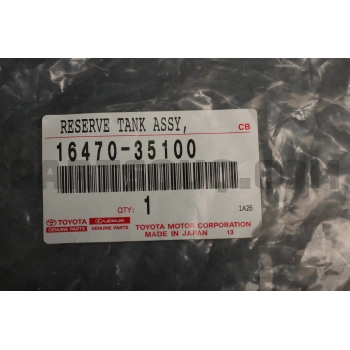 RESERVE TANK ASSY,
CB
16470-35100
QTY: 1
1A26
TOYOTA
GENUINE PARTS
LEXUS
GENUINE PARTS
TOYOTA MOTOR CORPORATION
MADE IN JAPAN 13